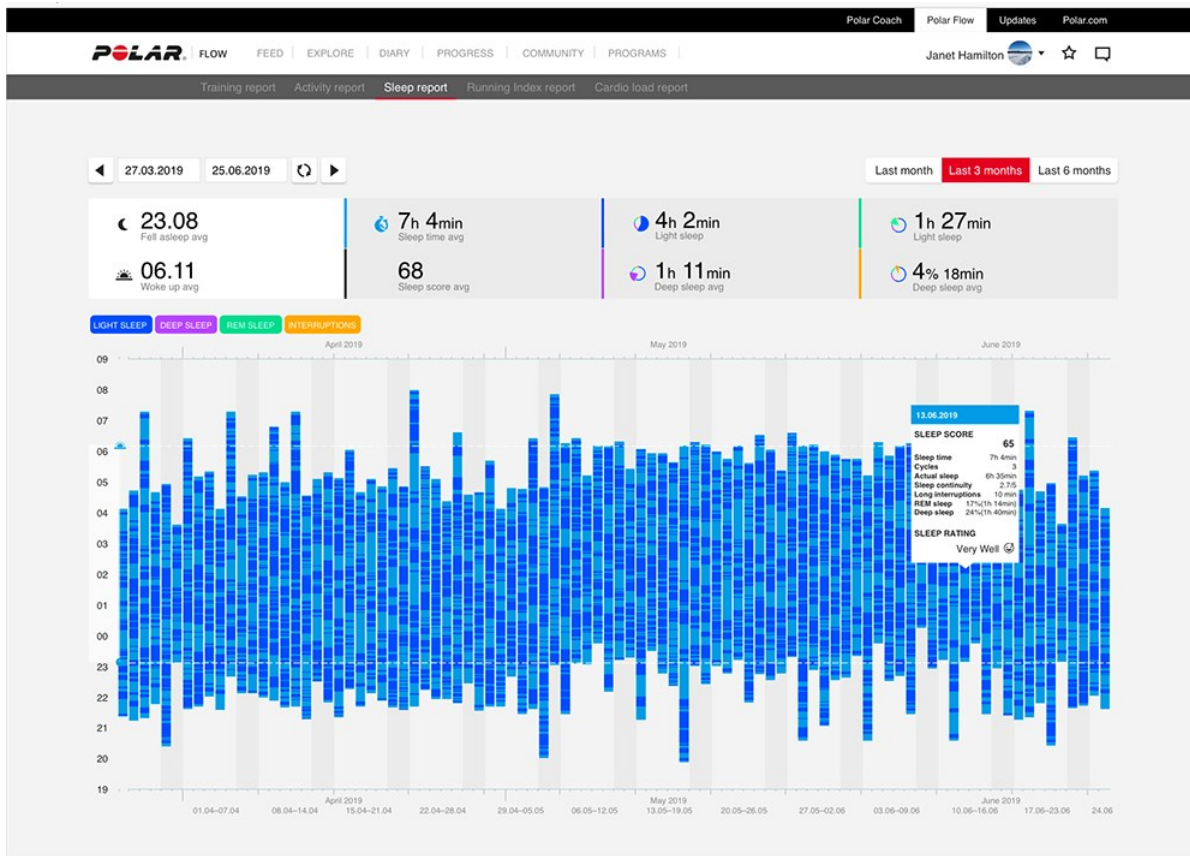 Polar Coach Polar Flow Updates Polar.com
POLAR. FLOW FEED EXPLORE DIARY PROGRESS COMMUNITY PROGRAMS Janet Hamilton
Training report Activity report Sleep report Running Index report Cardio load report
27.03.2019 25.06.2019 Last month Last 3 months Last 6 months
23.08 7h 4min 4h 2min 1h 27min
Fell asleep avg Sleep time avg Light sleep Light sleep
06.11 68 1h 11min 4% 18min
Woke up avg Sleep score avg Deep sleep avg Deep sleep avg
LIGHT SLEEP DEEP SLEEP REM SLEEP INTERRUPTIONS
April 2019 May 2019 June 2019
09
08
07
06
05
04
03
02
01
00
23
22
21
20
19
13.06.2019
SLEEP SCORE
65
Sleep time 7h 4min
Cycles 3
Actual sleep 6h 35min
Sleep continuity 2.7/5
Long interruptions 10 min
REM sleep 17%(1h 14min)
Deep sleep 24%(1h 40min)
SLEEP RATING
Very Well
April 2019 May 2019 June 2019
01.04–07.04 08.04–14.04 15.04–21.04 22.04–28.04 29.04–05.05 06.05–12.05 13.05–19.05 20.05–26.05 27.05–02.06 03.06–09.06 10.06–16.06 17.06–23.06 24.06